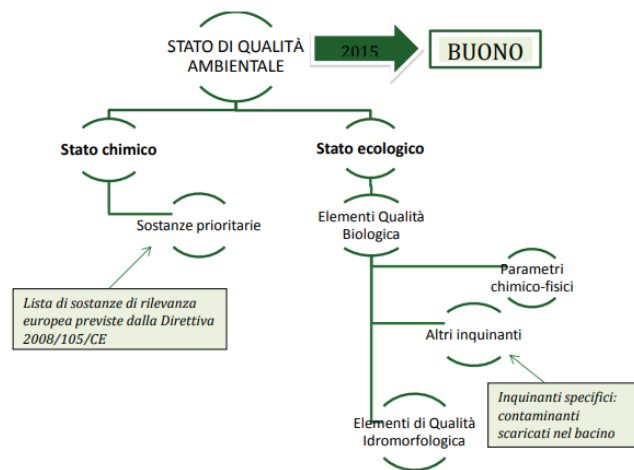 STATO DI QUALITÀ
AMBIENTALE
2015
BUONO
Stato chimico
Stato ecologico
Sostanze prioritarie
Elementi Qualità
Biologica
Lista di sostanze di rilevanza
europea previste dalla Direttiva
2008/105/CE
Parametri
chimico-fisici
Altri inquinanti
Inquinanti specifici:
contaminanti
scaricati nel bacino
Elementi di Qualità
Idromorfologica